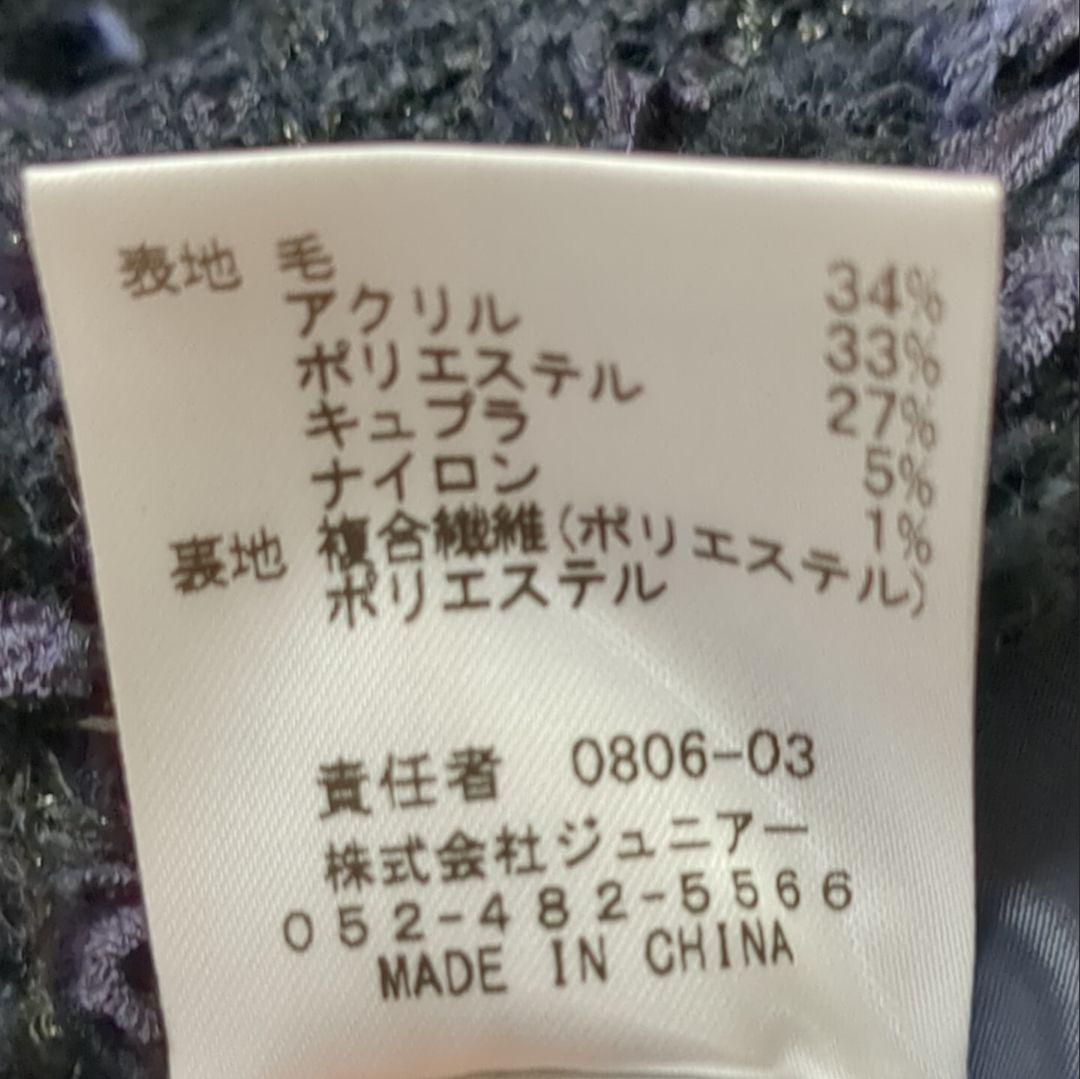 表地 毛 34%
アクリル 33%
ポリエステル 27%
キュプラ 5%
ナイロン 1%
複合繊維(ポリエステル)
裏地 ポリエステル
責任者 0806-03
株式会社ジュニアー
052-482-5566
MADE IN CHINA